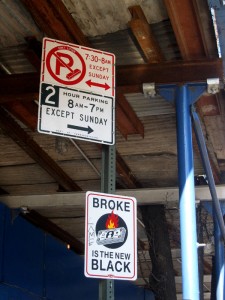 P
7:30-8AM
EXCEPT
SUNDAY
2 HOUR PARKING
8AM-7PM
EXCEPT SUNDAY
BROKE
IS THE NEW
BLACK